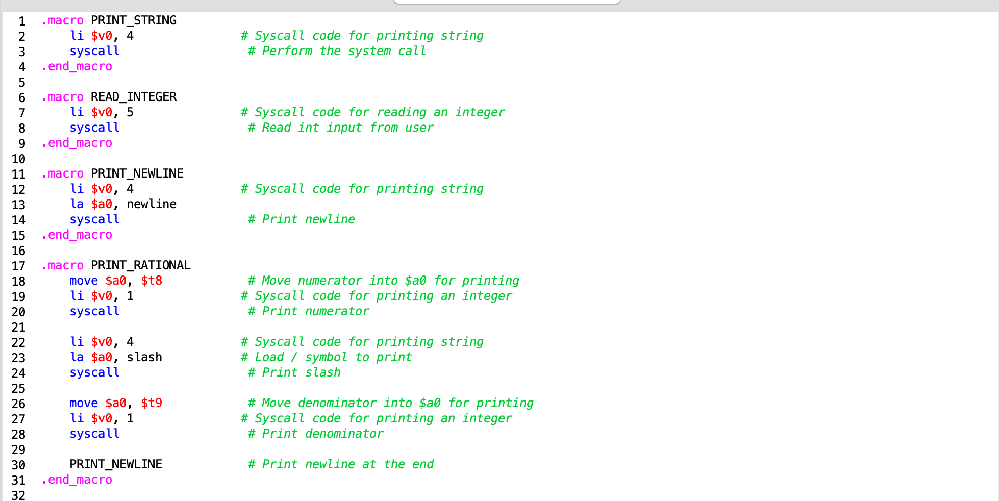 1 .macro PRINT_STRING
2 li $v0, 4 # Syscall code for printing string
3 syscall # Perform the system call
4 .end_macro
5
6 .macro READ_INTEGER
7 li $v0, 5 # Syscall code for reading an integer
8 syscall # Read int input from user
9 .end_macro
10
11 .macro PRINT_NEWLINE
12 li $v0, 4 # Syscall code for printing string
13 la $a0, newline
14 syscall # Print newline
15 .end_macro
16
17 .macro PRINT_RATIONAL
18 move $a0, $t8 # Move numerator into $a0 for printing
19 li $v0, 1 # Syscall code for printing an integer
20 syscall # Print numerator
21
22 li $v0, 4 # Syscall code for printing string
23 la $a0, slash # Load / symbol to print
24 syscall # Print slash
25
26 move $a0, $t9 # Move denominator into $a0 for printing
27 li $v0, 1 # Syscall code for printing an integer
28 syscall # Print denominator
29
30 PRINT_NEWLINE # Print newline at the end
31 .end_macro
32